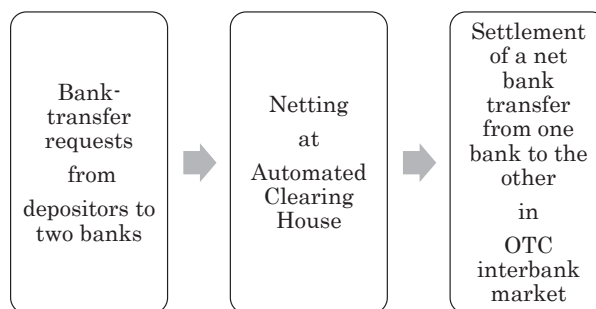 Bank-
transfer
requests
from
depositors to
two banks
Netting
at
Automated
Clearing
House
Settlement
of a net
bank
transfer
from one
bank to the
other
in
OTC
interbank
market